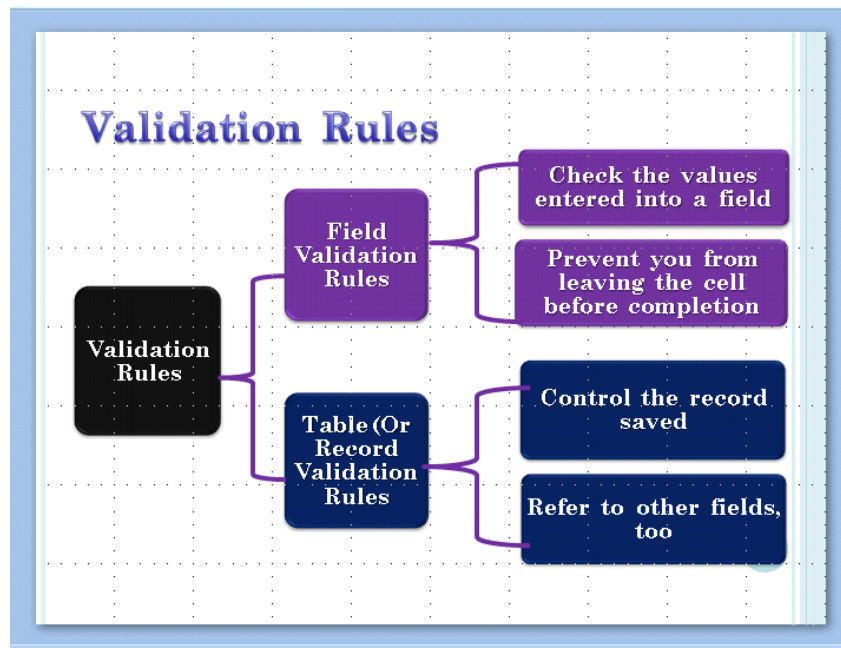 Validation Rules
Check the values
entered into a field
Field
Validation
Rules
Prevent you from
leaving the cell
before completion
Validation
Rules
Table (Or
Record
Validation
Rules
Control the record
saved
Refer to other fields,
too